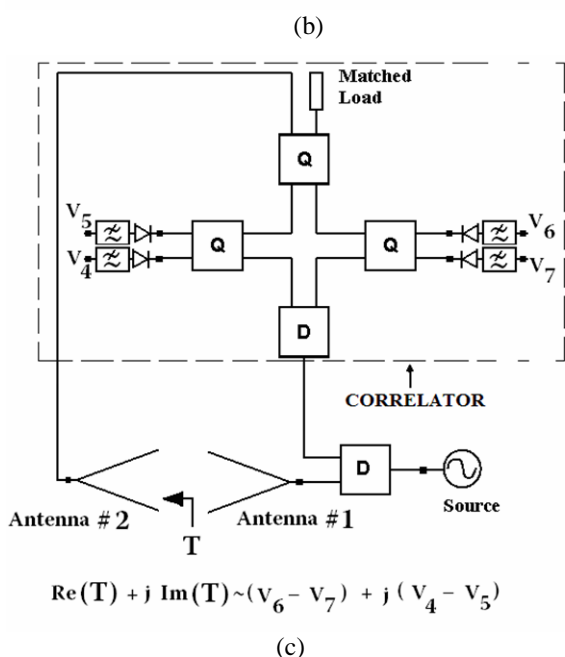 (b)
Matched
Load
Q
V5
V4
Q
Q
V6
V7
D
CORRELATOR
D
Source
Antenna #2
T
Antenna #1
Re(T) + j Im(T) ~ (V6 - V7) + j (V4 - V5)
(c)